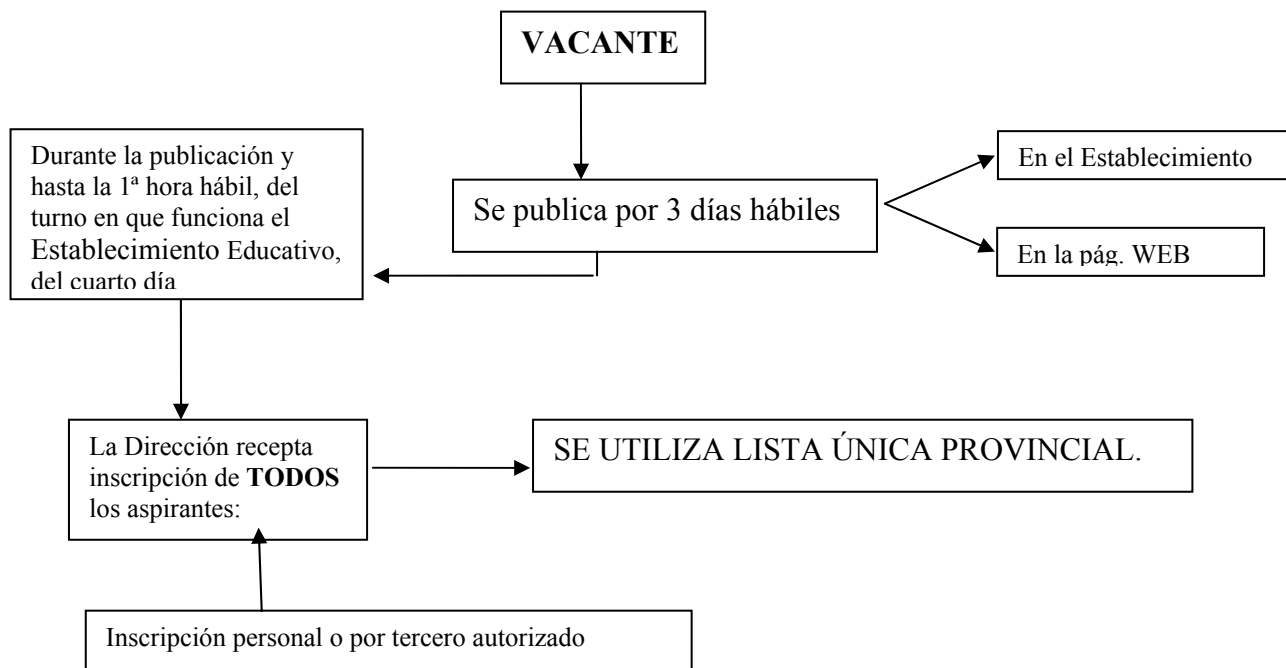 VACANTE
Durante la publicación y
hasta la 1ª hora hábil, del
turno en que funciona el
Establecimiento Educativo,
del cuarto día
Se publica por 3 días hábiles
En el Establecimiento
En la pág. WEB
La Dirección recepta
inscripción de TODOS
los aspirantes:
SE UTILIZA LISTA ÚNICA PROVINCIAL.
Inscripción personal o por tercero autorizado